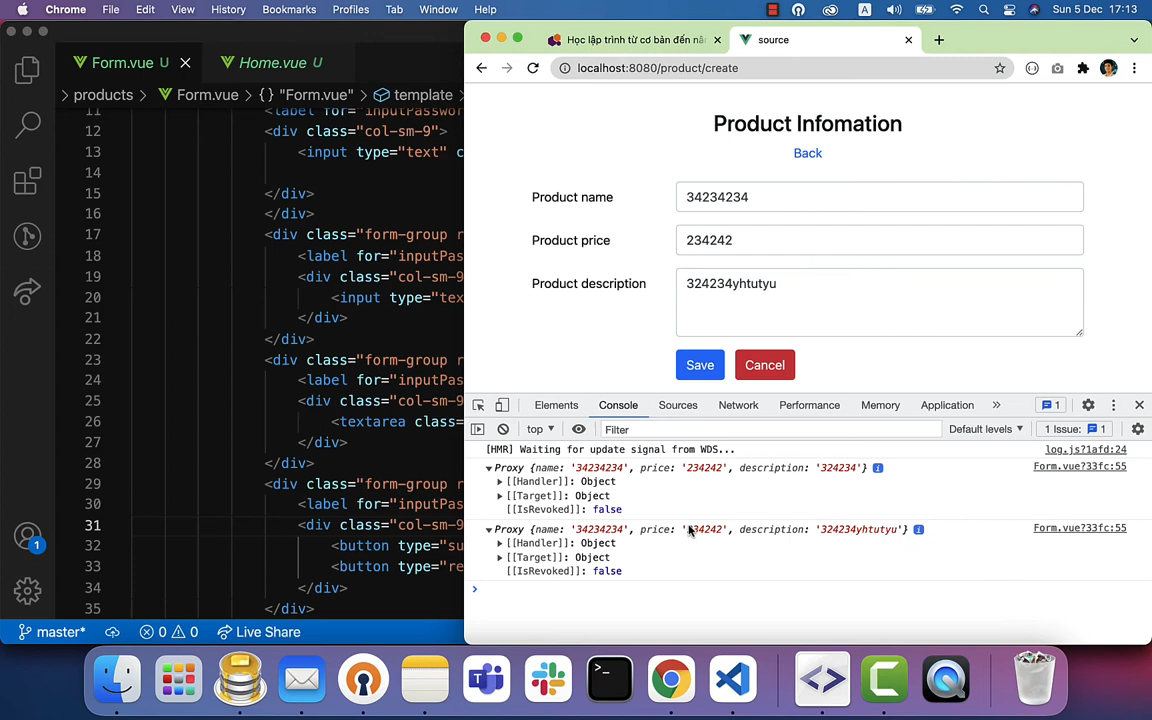 Chrome File Edit View History Bookmarks Profiles Tab Window Help
A
Sun 5 Dec 17:13
Form.vue U
Home.vue U
products Form.vue {} "Form.vue" template
11 <label for="inputPasswor
12 <div class="col-sm-9">
13 <input type="text" c
14
15 </div>
16 </div>
17 <div class="form-group r
18 <label for="inputPas
19 <div class="col-sm-9
20 <input type="tex
21 </div>
22 </div>
23 <div class="form-group r
24 <label for="inputPas
25 <div class="col-sm-9
26 <textarea class=
27 </div>
28 </div>
29 <div class="form-group r
30 <label for="inputPas
31 <div class="col-sm-9
32 <button type="su
33 <button type="re
34 </div>
35 </div>
1
master* 0 0 Live Share
Học lập trình từ cơ bản đến nâ
source
localhost:8080/product/create
Product Infomation
Back
Product name 34234234
Product price 234242
Product description 324234yhtutyu
Save Cancel
Elements Console Sources Network Performance Memory Application » 1
top Filter Default levels 1 Issue: 1
[HMR] Waiting for update signal from WDS... log.js?1afd:24
Proxy {name: '34234234', price: '234242', description: '324234'} i Form.vue?33fc:55
[[Handler]]: Object
[[Target]]: Object
[[IsRevoked]]: false
Proxy {name: '34234234', price: '234242', description: '324234yhtutyu'} i Form.vue?33fc:55
[[Handler]]: Object
[[Target]]: Object
[[IsRevoked]]: false